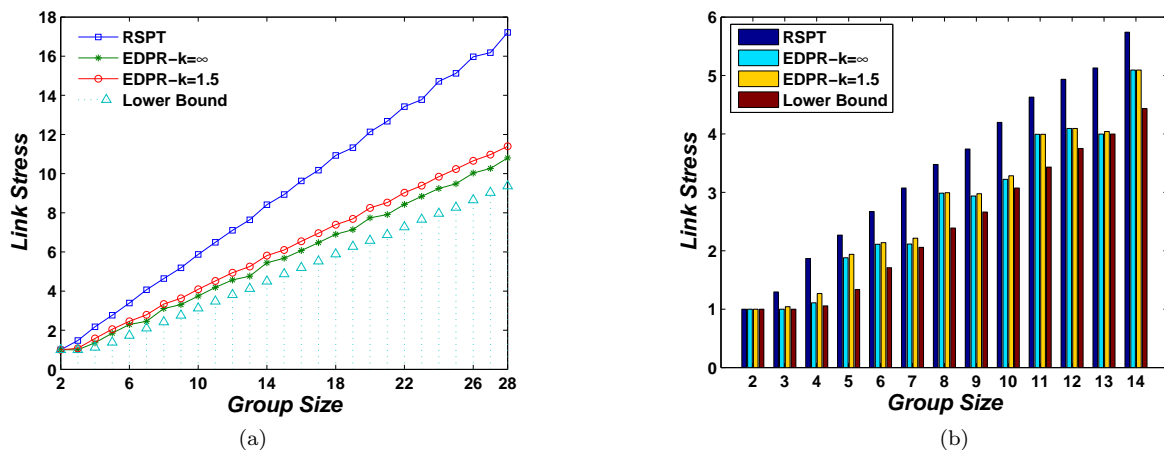 18
16
14
12
10
8
6
4
2
0
Link Stress
RSPT
EDPR−k=∞
EDPR−k=1.5
Lower Bound
2 6 10 14 18 22 26 28
Group Size
(a)
6
5
4
3
2
1
0
Link Stress
RSPT
EDPR−k=∞
EDPR−k=1.5
Lower Bound
2 3 4 5 6 7 8 9 10 11 12 13 14
Group Size
(b)